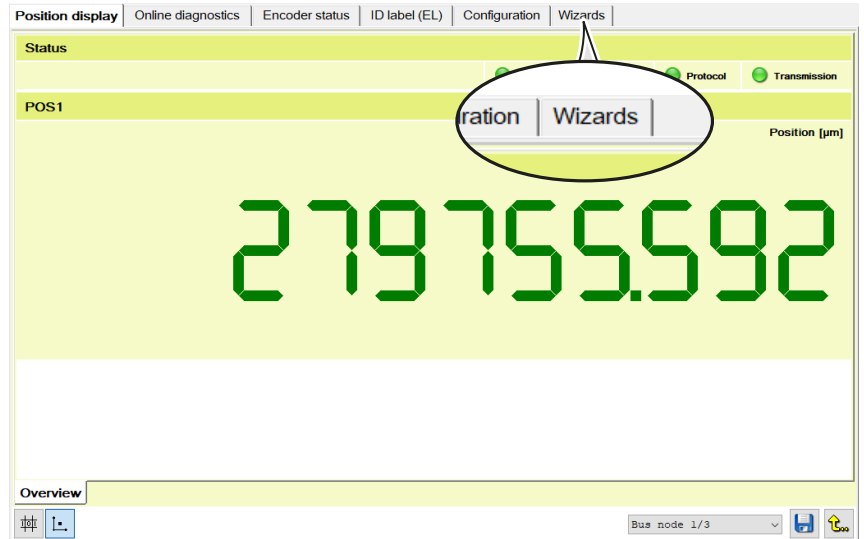 Position display Online diagnostics Encoder status ID label (EL) Configuration Wizards
Status
Protocol Transmission
POS1
ration Wizards
Position [µm]
279755.592
Overview
Bus node 1/3